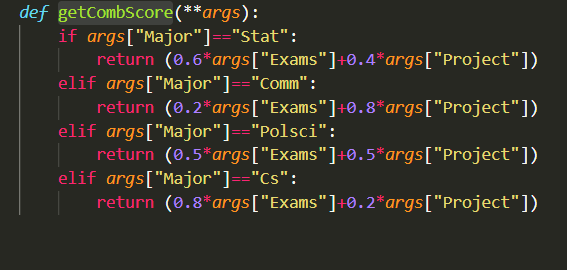 def getCombScore(**args):
if args["Major"]=="Stat":
return (0.6*args["Exams"]+0.4*args["Project"])
elif args["Major"]=="Comm":
return (0.2*args["Exams"]+0.8*args["Project"])
elif args["Major"]=="Polsci":
return (0.5*args["Exams"]+0.5*args["Project"])
elif args["Major"]=="Cs":
return (0.8*args["Exams"]+0.2*args["Project"])